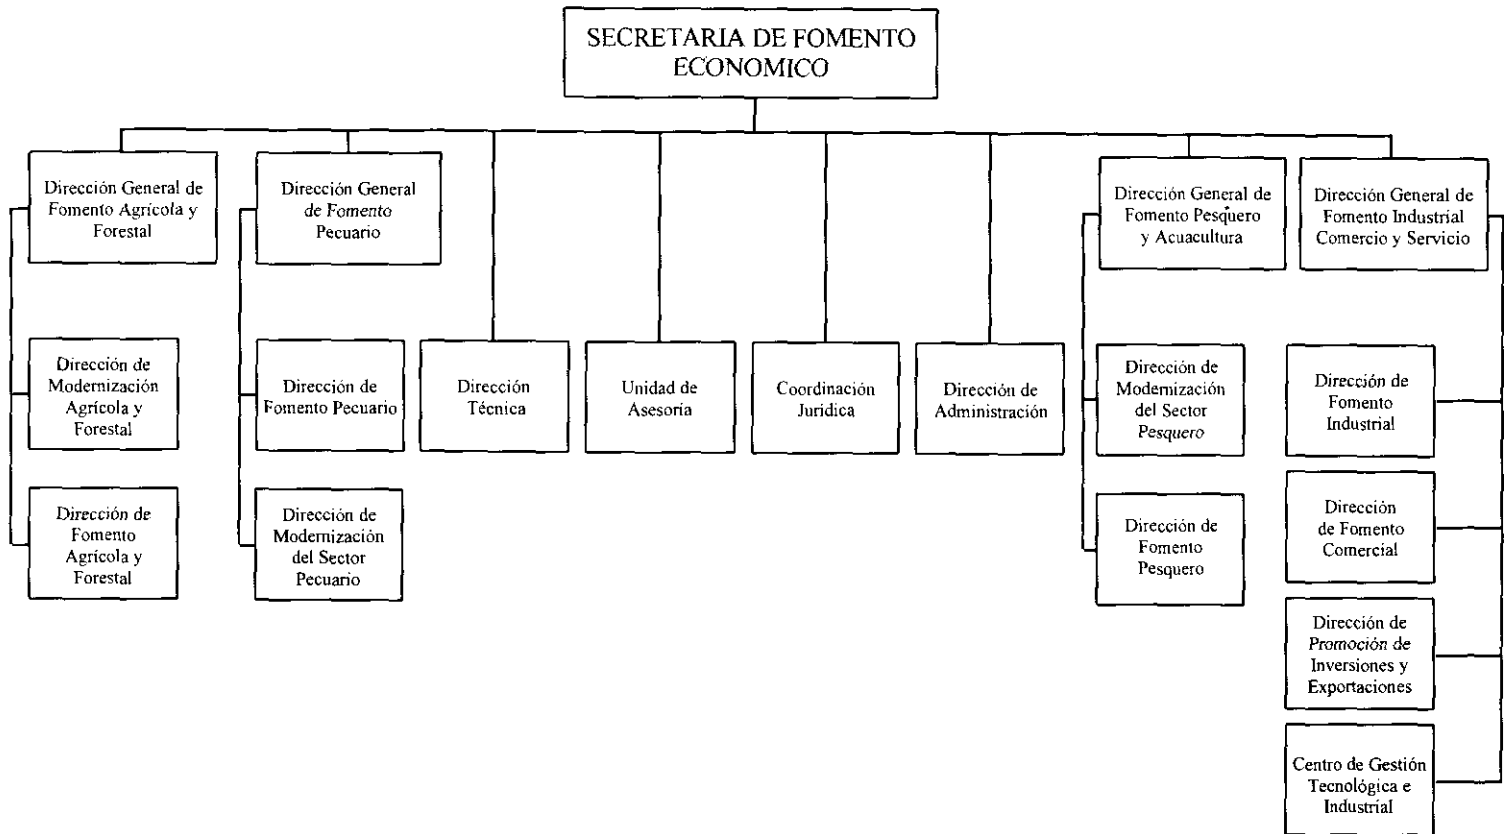 SECRETARIA DE FOMENTO
ECONOMICO
Dirección General de
Fomento Agrícola y
Forestal
Dirección General
de Fomento
Pecuario
Dirección General de
Fomento Pesquero
y Acuacultura
Dirección General de
Fomento Industrial
Comercio y Servicio
Dirección de
Modernización
Agrícola y
Forestal
Dirección de
Fomento Pecuario
Dirección
Técnica
Unidad de
Asesoría
Coordinación
Jurídica
Dirección de
Administración
Dirección de
Modernización
del Sector
Pesquero
Dirección de
Fomento
Industrial
Dirección de
Fomento
Agrícola y
Forestal
Dirección de
Modernización
del Sector
Pecuario
Dirección de
Fomento
Pesquero
Dirección
de Fomento
Comercial
Dirección de
Promoción de
Inversiones y
Exportaciones
Centro de Gestión
Tecnológica e
Industrial